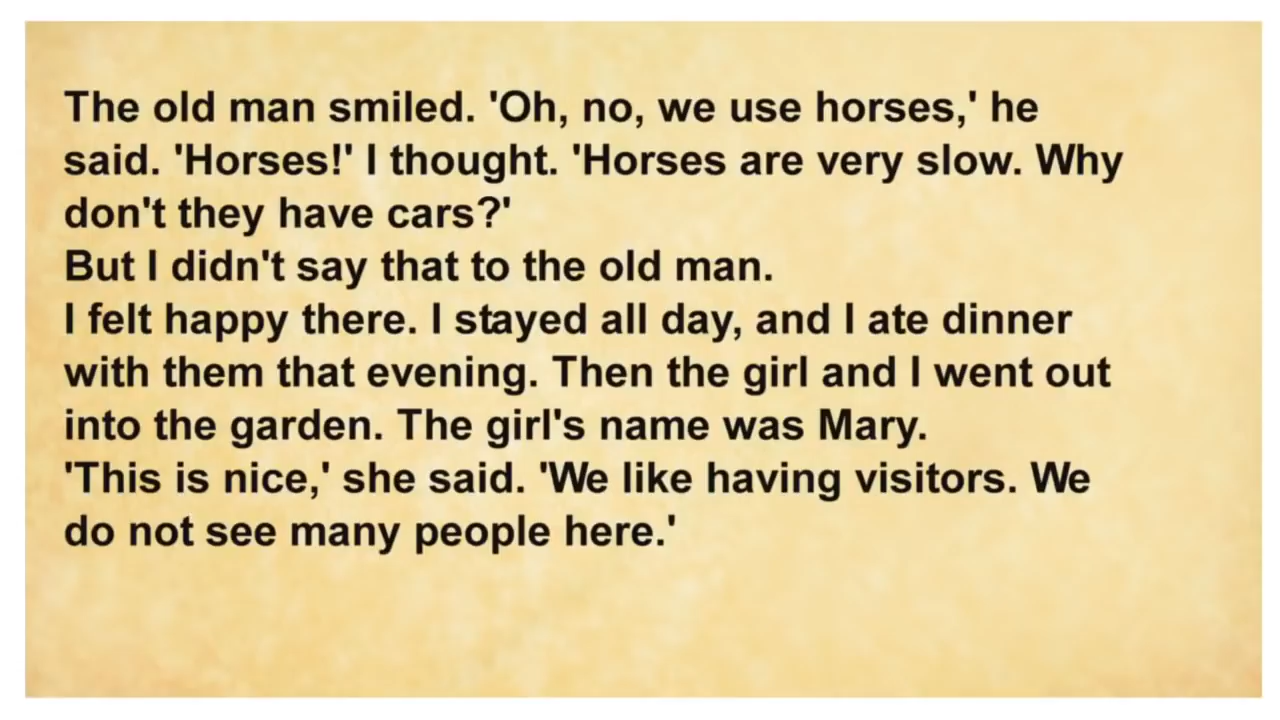 The old man smiled. 'Oh, no, we use horses,' he
said. 'Horses!' I thought. 'Horses are very slow. Why
don't they have cars?'
But I didn't say that to the old man.
I felt happy there. I stayed all day, and I ate dinner
with them that evening. Then the girl and I went out
into the garden. The girl's name was Mary.
'This is nice,' she said. 'We like having visitors. We
do not see many people here.'